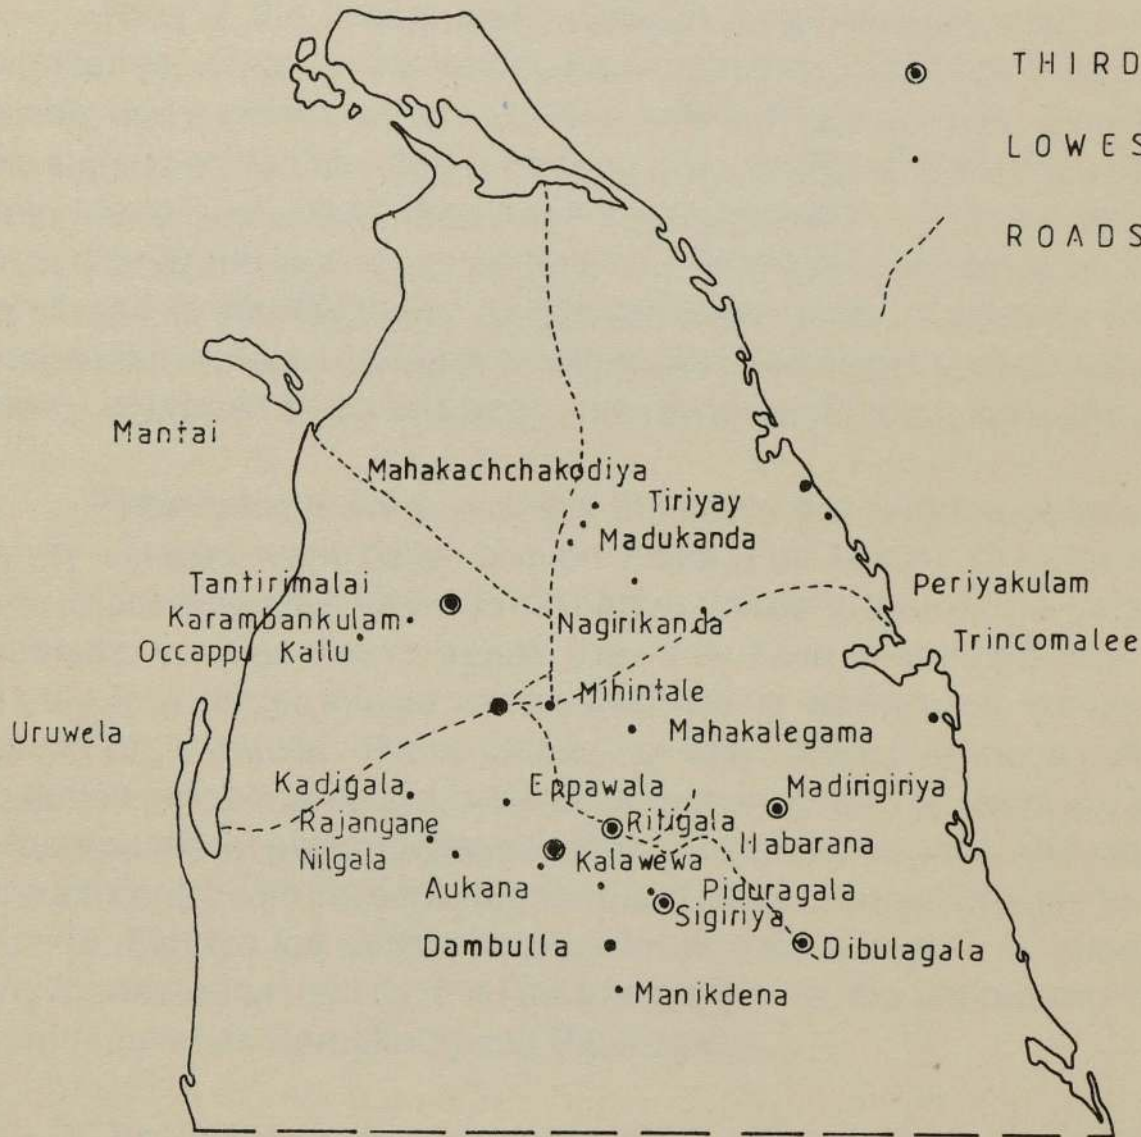 THIRD
LOWES
ROADS
Mantai
Mahakachchakodiya
Tiriyay
Madukanda
Tantirimalai
Karambankulam
Occappu Kallu
Periyakulam
Nagirikanda
Trincomalee
Mihintale
Uruwela
Mahakalegama
Kadigala
Eppawala
Madirigiriya
Rajanyane
Ritigala
Habarana
Nilgala
Kalawewa
Aukana
Piduragala
Sigiriya
Dambulla
Dibulagala
Manikdena